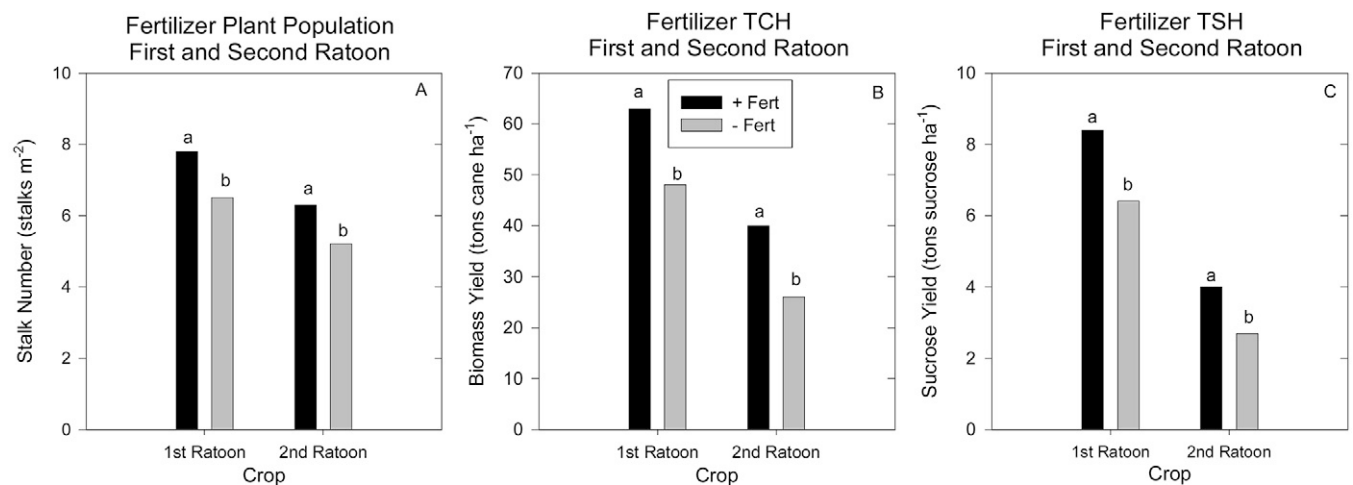 Fertilizer Plant Population
First and Second Ratoon
A
10
8
6
4
2
0
Stalk Number (stalks m⁻²)
a
b
a
b
1st Ratoon
2nd Ratoon
Crop
Fertilizer TCH
First and Second Ratoon
B
70
60
50
40
30
20
10
0
Biomass Yield (tons cane ha⁻¹)
+ Fert
- Fert
a
b
a
b
1st Ratoon
2nd Ratoon
Crop
Fertilizer TSH
First and Second Ratoon
C
10
8
6
4
2
0
Sucrose Yield (tons sucrose ha⁻¹)
a
b
a
b
1st Ratoon
2nd Ratoon
Crop